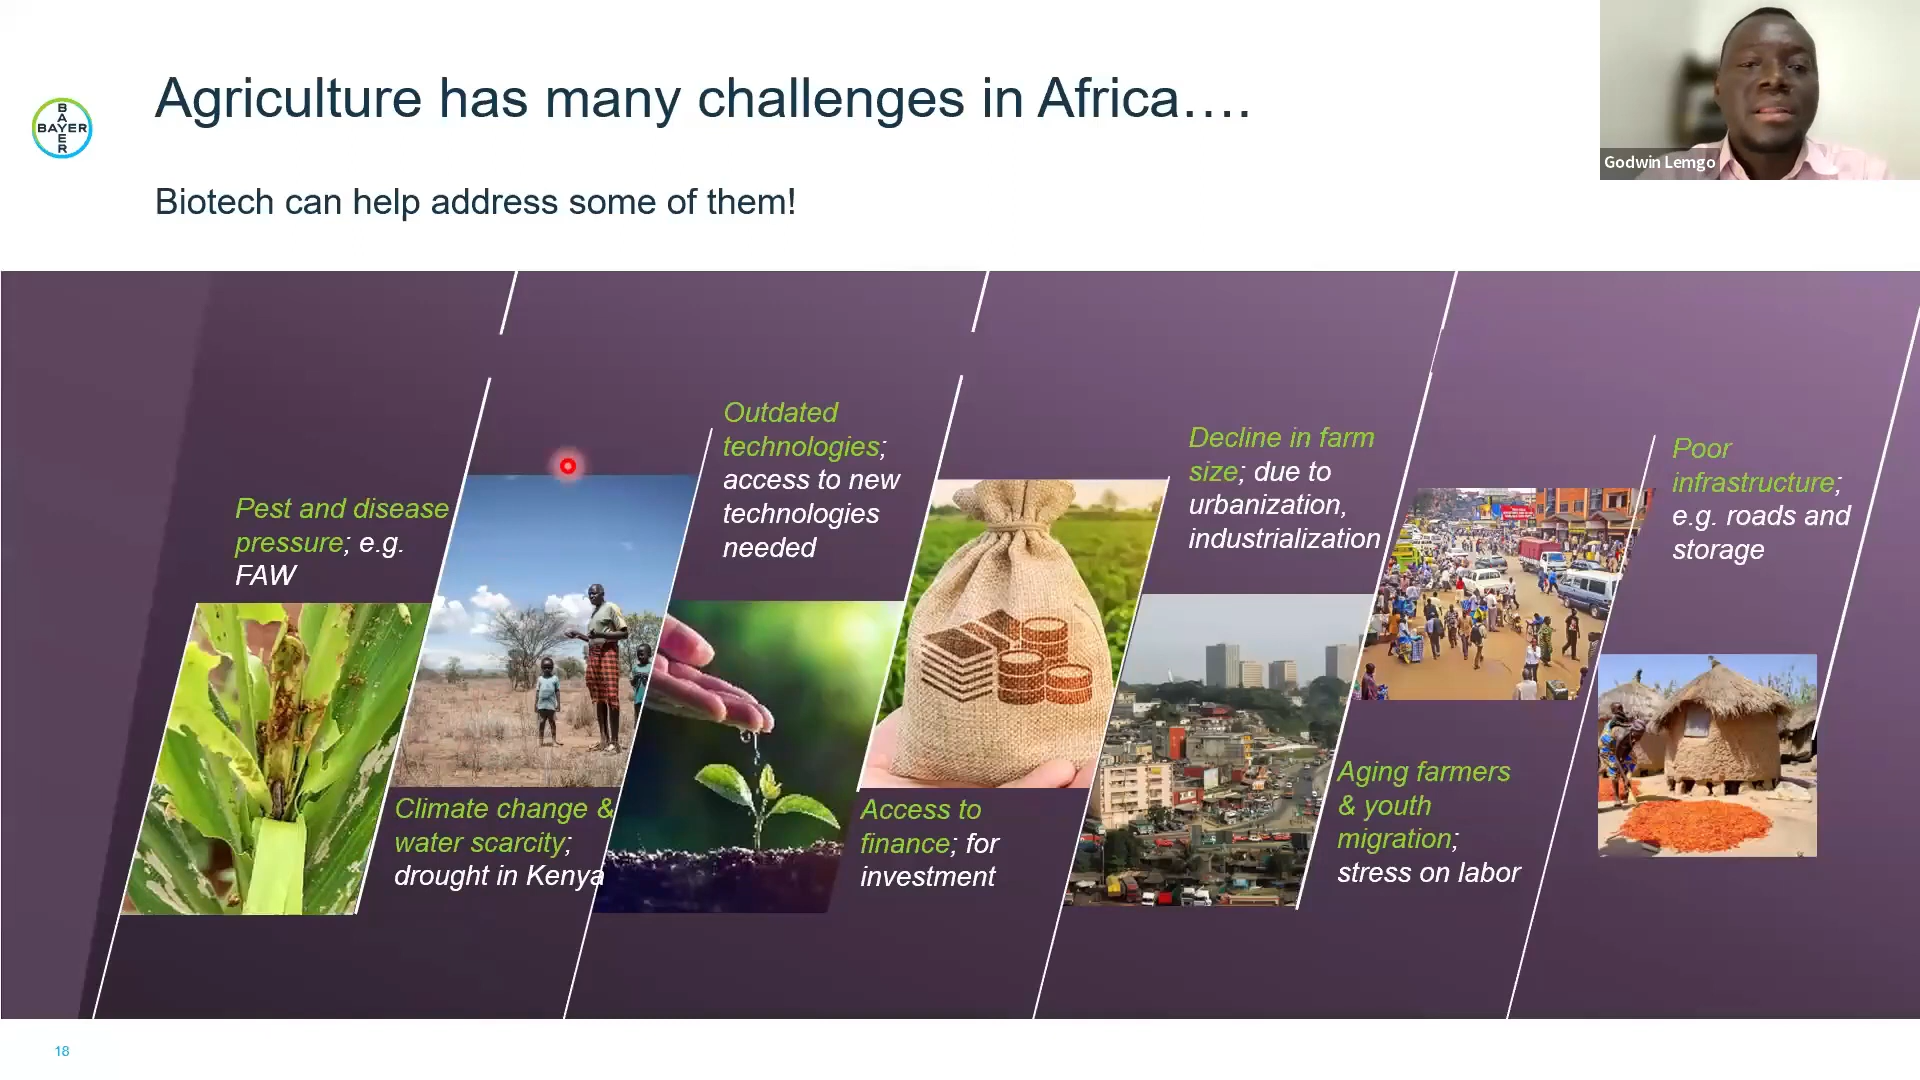 Agriculture has many challenges in Africa….
BAYER
BAYER
Godwin Lemgo
Biotech can help address some of them!
Pest and disease
pressure; e.g.
FAW
Climate change &
water scarcity;
drought in Kenya
Outdated
technologies;
access to new
technologies
needed
Access to
finance; for
investment
Decline in farm
size; due to
urbanization,
industrialization
Aging farmers
& youth
migration;
stress on labor
Poor
infrastructure;
e.g. roads and
storage
18